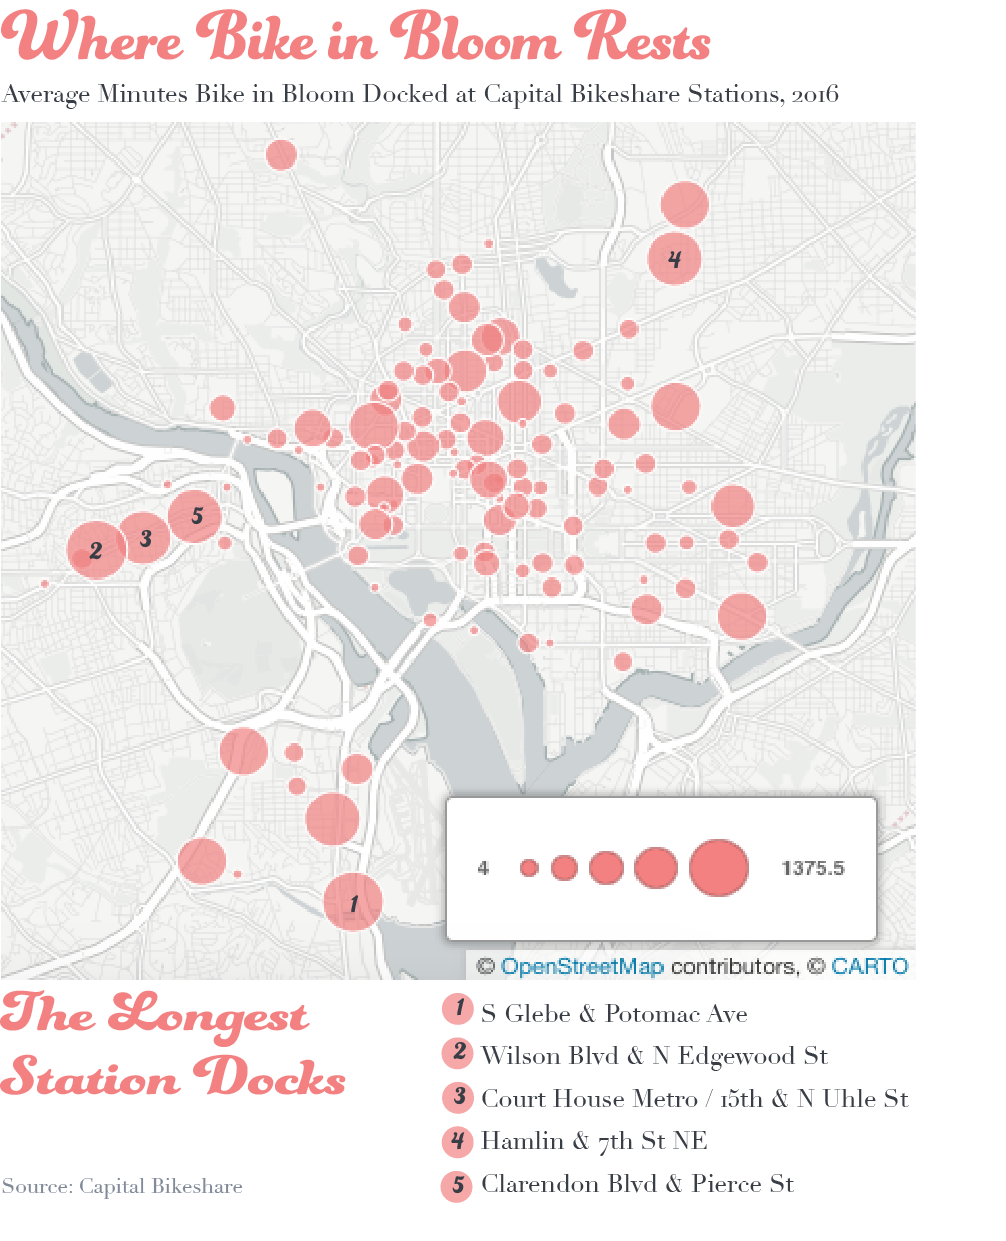 Where Bike in Bloom Rests
Average Minutes Bike in Bloom Docked at Capital Bikeshare Stations, 2016
4
5
3
2
1
4 1375.5
© OpenStreetMap contributors, © CARTO
The Longest
Station Docks
1 S Glebe & Potomac Ave
2 Wilson Blvd & N Edgewood St
3 Court House Metro / 15th & N Uhle St
4 Hamlin & 7th St NE
5 Clarendon Blvd & Pierce St
Source: Capital Bikeshare